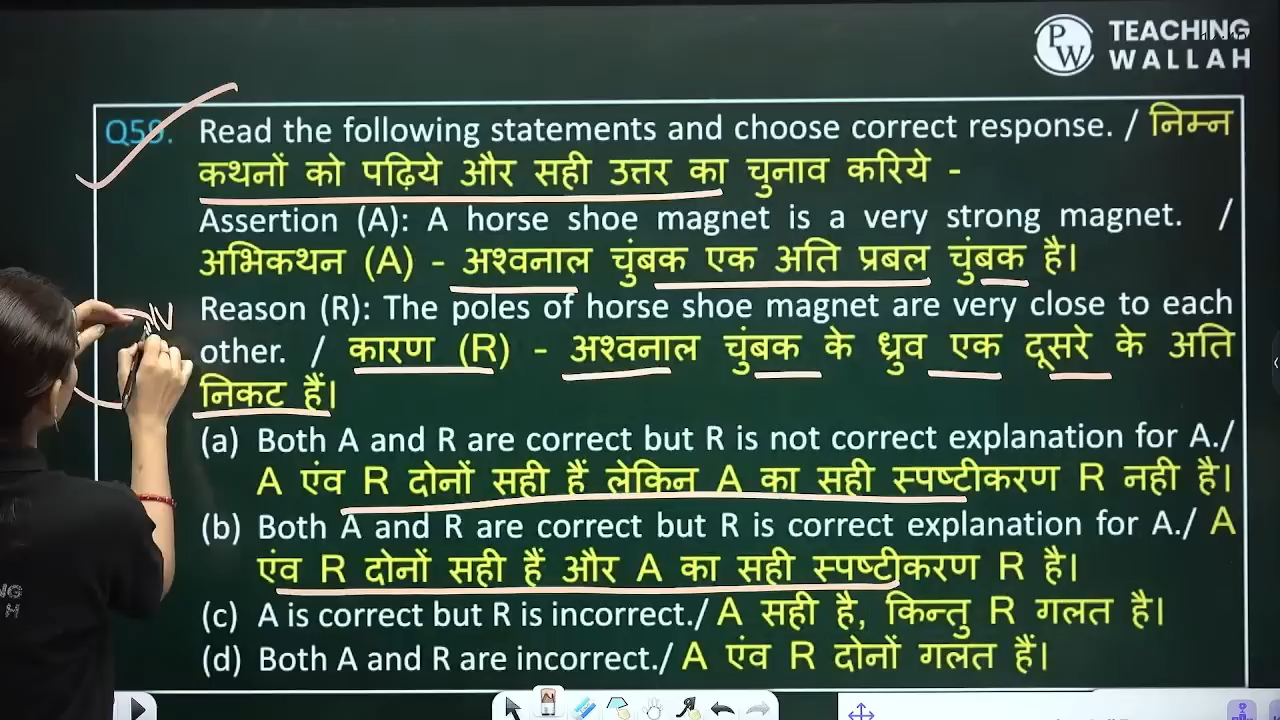 PW TEACHING
WALLAH
Q59. Read the following statements and choose correct response. / निम्न
कथनों को पढ़िये और सही उत्तर का चुनाव करिये -
Assertion (A): A horse shoe magnet is a very strong magnet. /
अभिकथन (A) - अश्वनाल चुंबक एक अति प्रबल चुंबक है।
Reason (R): The poles of horse shoe magnet are very close to each
other. / कारण (R) - अश्वनाल चुंबक के ध्रुव एक दूसरे के अति
निकट हैं।
N
(a) Both A and R are correct but R is not correct explanation for A./
A एंव R दोनों सही हैं लेकिन A का सही स्पष्टीकरण R नही है।
(b) Both A and R are correct but R is correct explanation for A./ A
एंव R दोनों सही हैं और A का सही स्पष्टीकरण R है।
(c) A is correct but R is incorrect./ A सही है, किन्तु R गलत है।
(d) Both A and R are incorrect./ A एंव R दोनों गलत हैं।